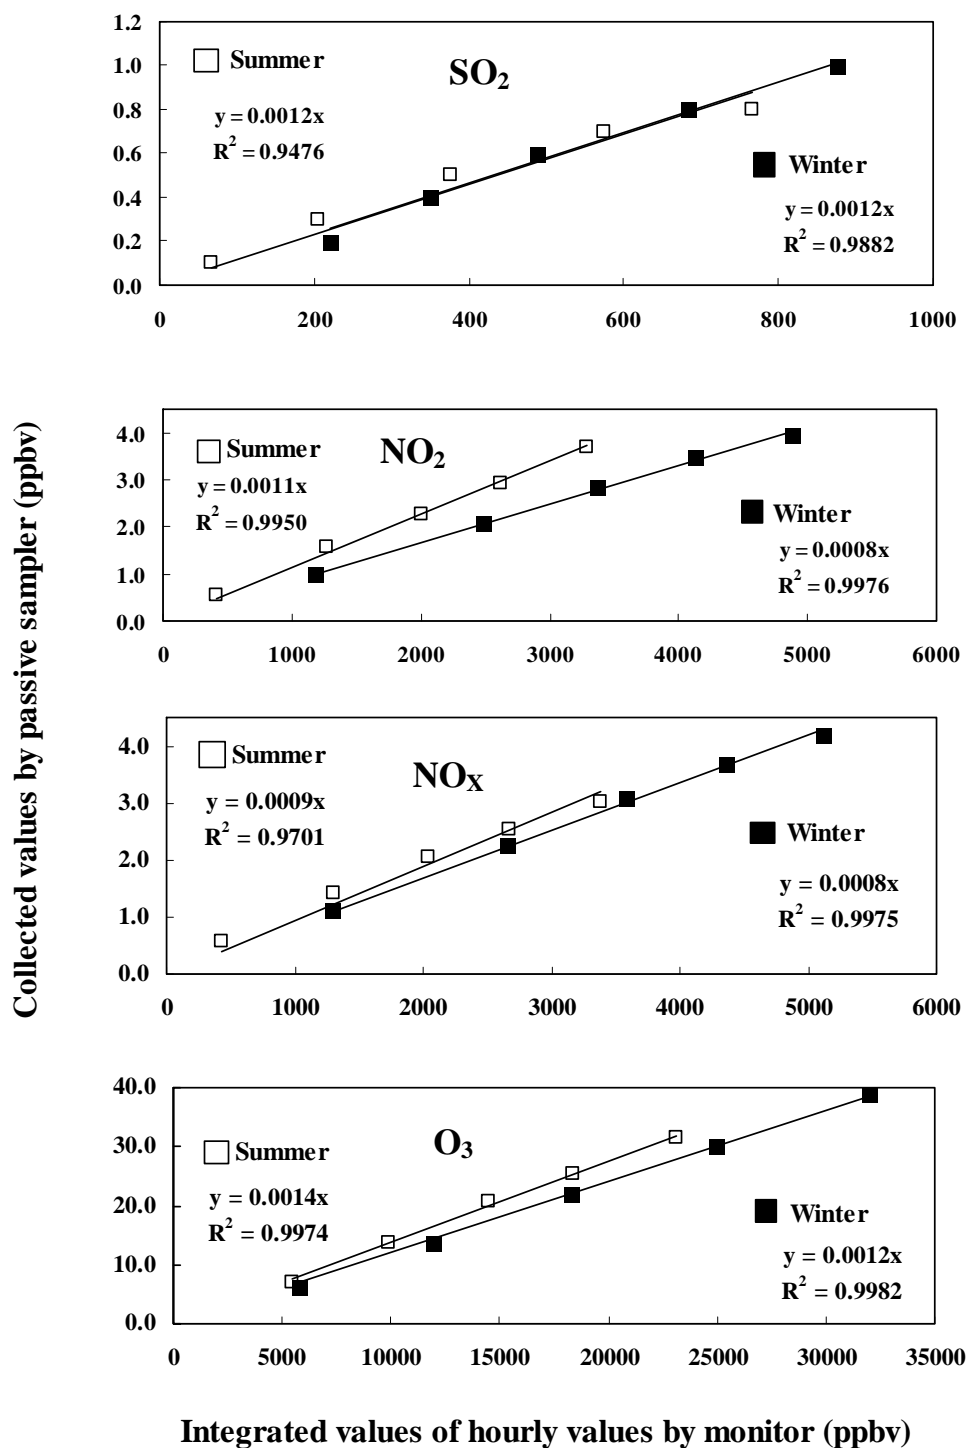 Collected values by passive sampler (ppbv)
1.2
1.0
0.8
0.6
0.4
0.2
0.0
Summer
SO2
y = 0.0012x
R2 = 0.9476
Winter
y = 0.0012x
R2 = 0.9882
0 200 400 600 800 1000
4.0
3.0
2.0
1.0
0.0
Summer
NO2
y = 0.0011x
R2 = 0.9950
Winter
y = 0.0008x
R2 = 0.9976
0 1000 2000 3000 4000 5000 6000
4.0
3.0
2.0
1.0
0.0
Summer
NOX
y = 0.0009x
R2 = 0.9701
Winter
y = 0.0008x
R2 = 0.9975
0 1000 2000 3000 4000 5000 6000
40.0
30.0
20.0
10.0
0.0
Summer
O3
y = 0.0014x
R2 = 0.9974
Winter
y = 0.0012x
R2 = 0.9982
0 5000 10000 15000 20000 25000 30000 35000
Integrated values of hourly values by monitor (ppbv)